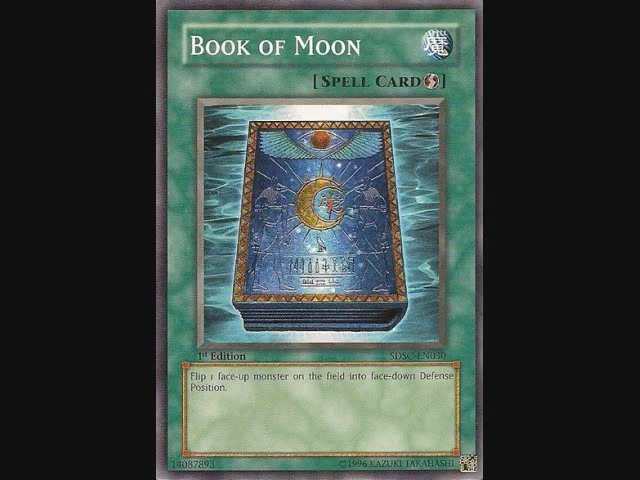 BOOK OF MOON
魔
[SPELL CARD]
1st Edition
SDSC-EN030
Flip 1 face-up monster on the field into face-down Defense
Position.
14087893
©1996 KAZUKI TAKAHASHI